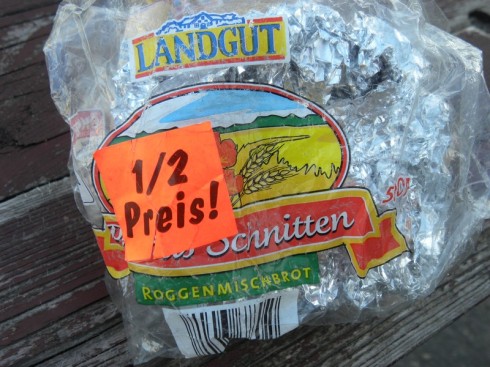 LANDGUT
1/2
Preis!
Schnitten
ROGGENMISCHBROT